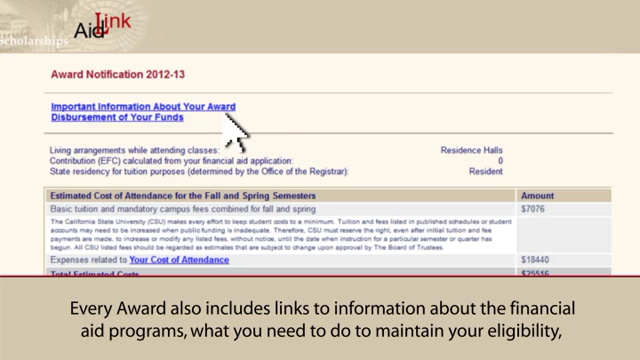 Scholarships
AidLink
Award Notification 2012-13
Important Information About Your Award
Disbursement of Your Funds
Living arrangements while attending classes: Residence Halls
Contribution (EFC) calculated from your financial aid application: 0
State residency for tuition purposes (determined by the Office of the Registrar): Resident
Estimated Cost of Attendance for the Fall and Spring Semesters Amount
Basic tuition and mandatory campus fees combined for fall and spring $7076
The California State University (CSU) makes every effort to keep student costs to a minimum. Tuition and fees listed in published schedules or student
accounts may need to be increased when public funding is inadequate. Therefore, CSU must reserve the right, even after initial tuition and fee
payments are made, to increase or modify any listed fees, without notice, until the date when instruction for a particular semester or quarter has
begun. All CSU listed fees should be regarded as estimates that are subject to change upon approval by The Board of Trustees.
Expenses related to Your Cost of Attendance $18440
Total Estimated Costs $25516
Every Award also includes links to information about the financial
aid programs, what you need to do to maintain your eligibility,